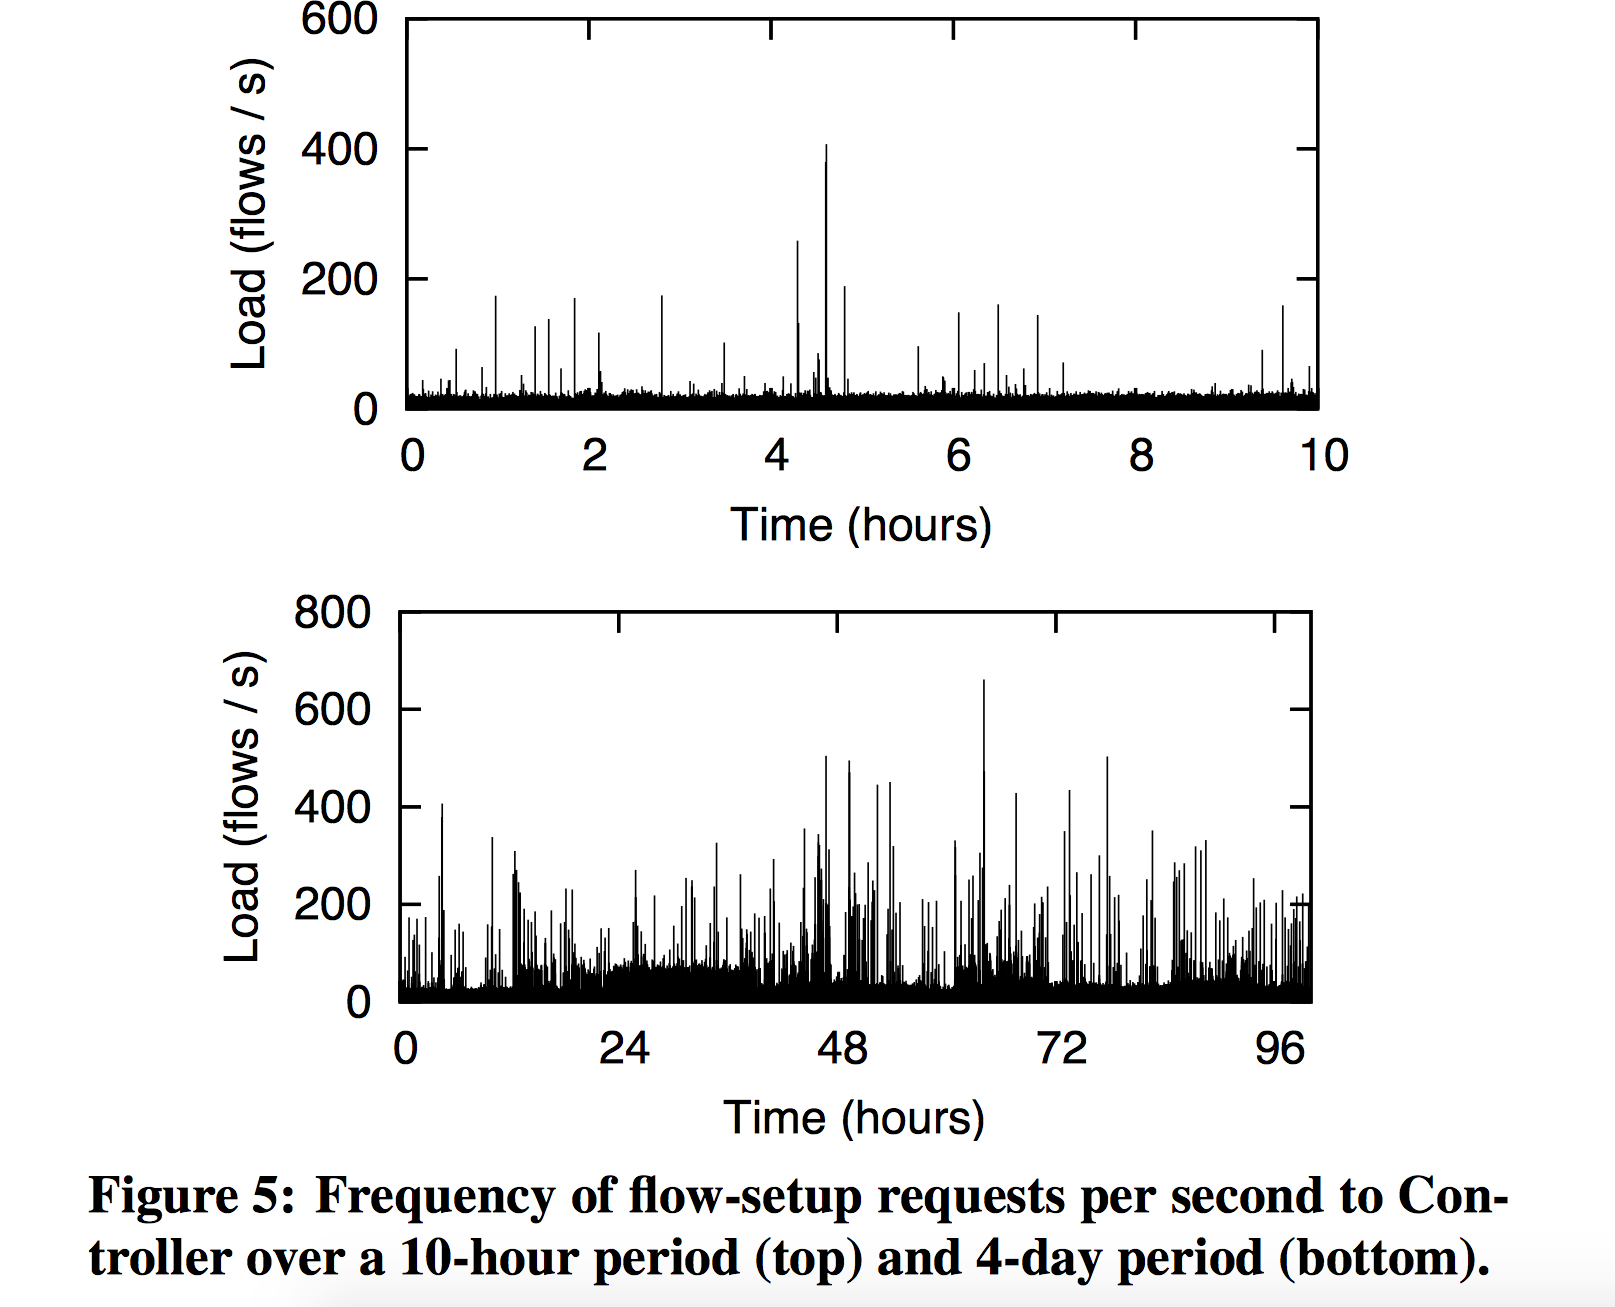 600
400
200
0
Load (flows / s)
0 2 4 6 8 10
Time (hours)
800
600
400
200
0
Load (flows / s)
0 24 48 72 96
Time (hours)
Figure 5: Frequency of flow-setup requests per second to Con-
troller over a 10-hour period (top) and 4-day period (bottom).